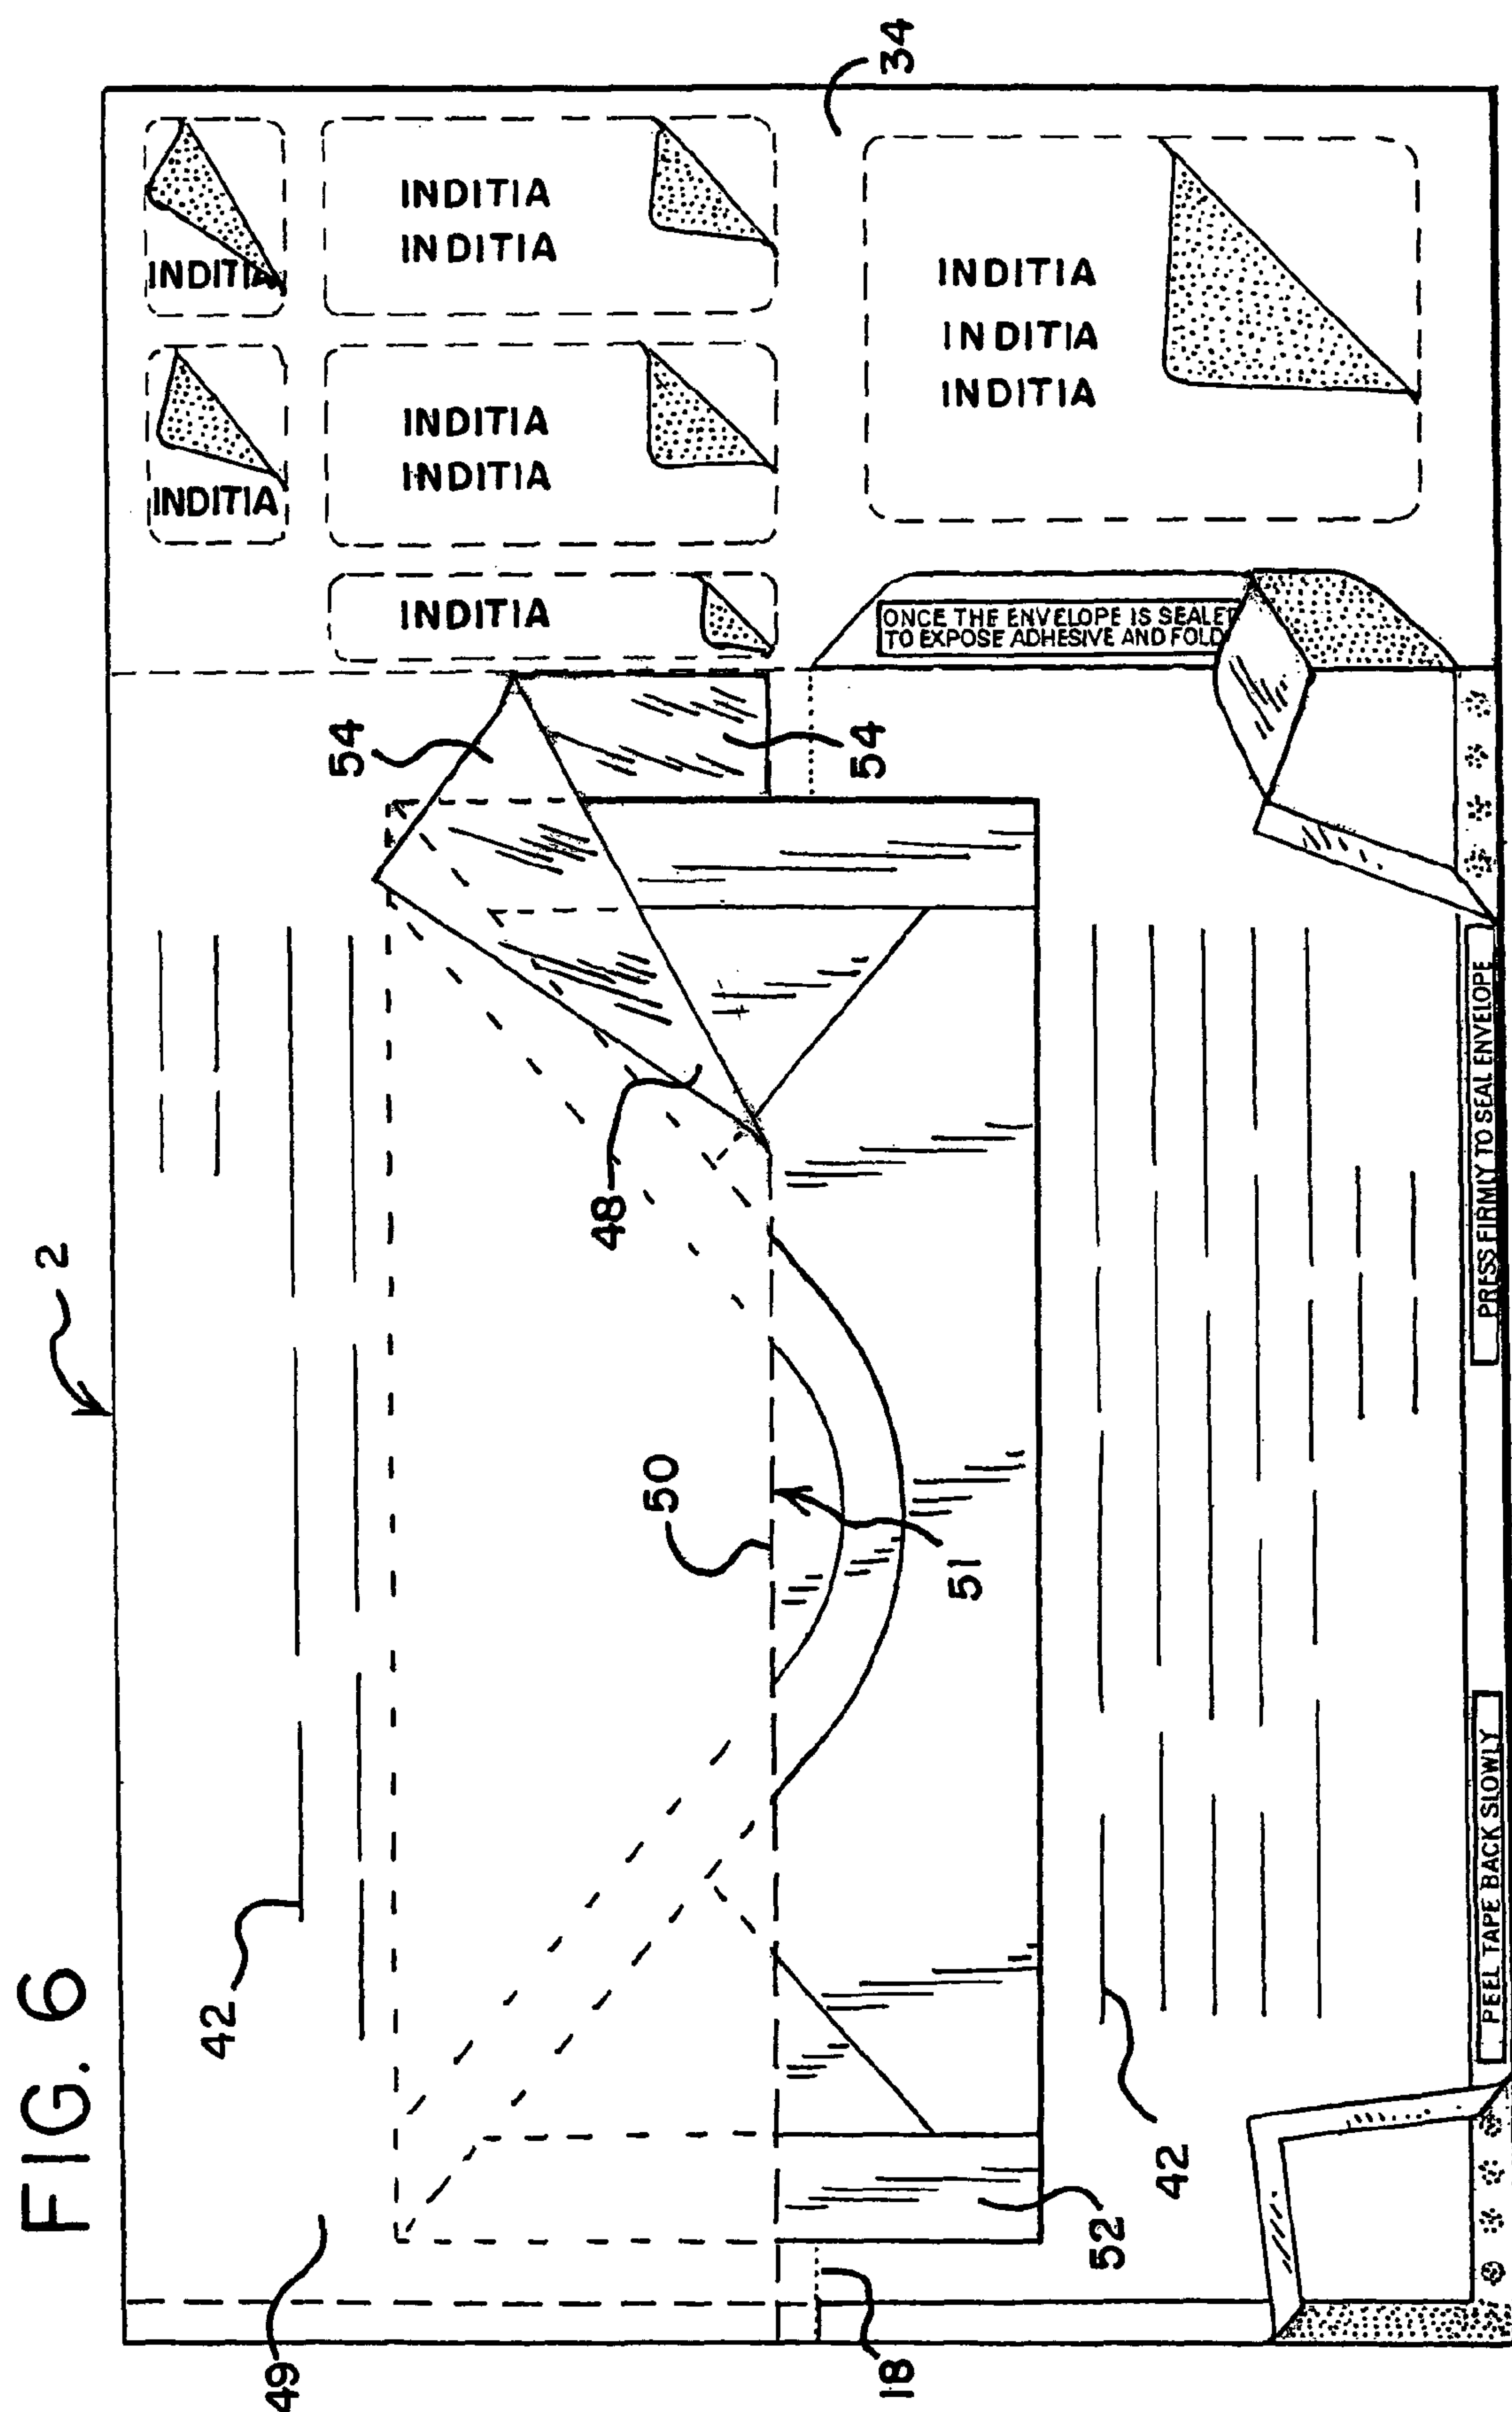 FIG. 6
2
42
49
54
48
50
54
34
18
51
52
42
INDITIA
INDITIA
INDITIA
INDITIA
INDITIA
INDITIA
INDITIA
INDITIA
INDITIA
INDITIA
ONCE THE ENVELOPE IS
TO EXPOSE ADHESIVE AND FOLD
PEEL TAPE BACK SLOWLY
PRESS FIRMLY TO SEAL ENVELOPE